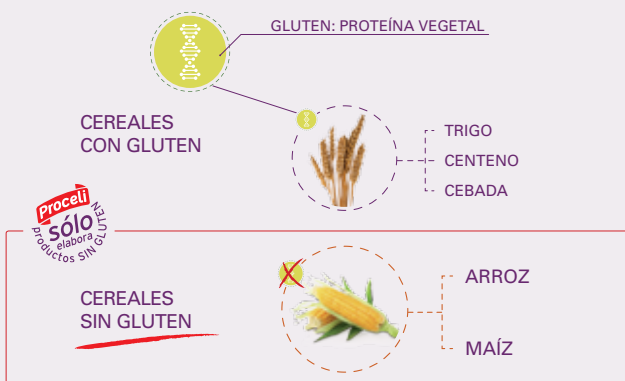 GLUTEN: PROTEÍNA VEGETAL
CEREALES
CON GLUTEN
TRIGO
CENTENO
CEBADA
Proceli
sólo
elabora
productos SIN GLUTEN
CEREALES
SIN GLUTEN
ARROZ
MAÍZ